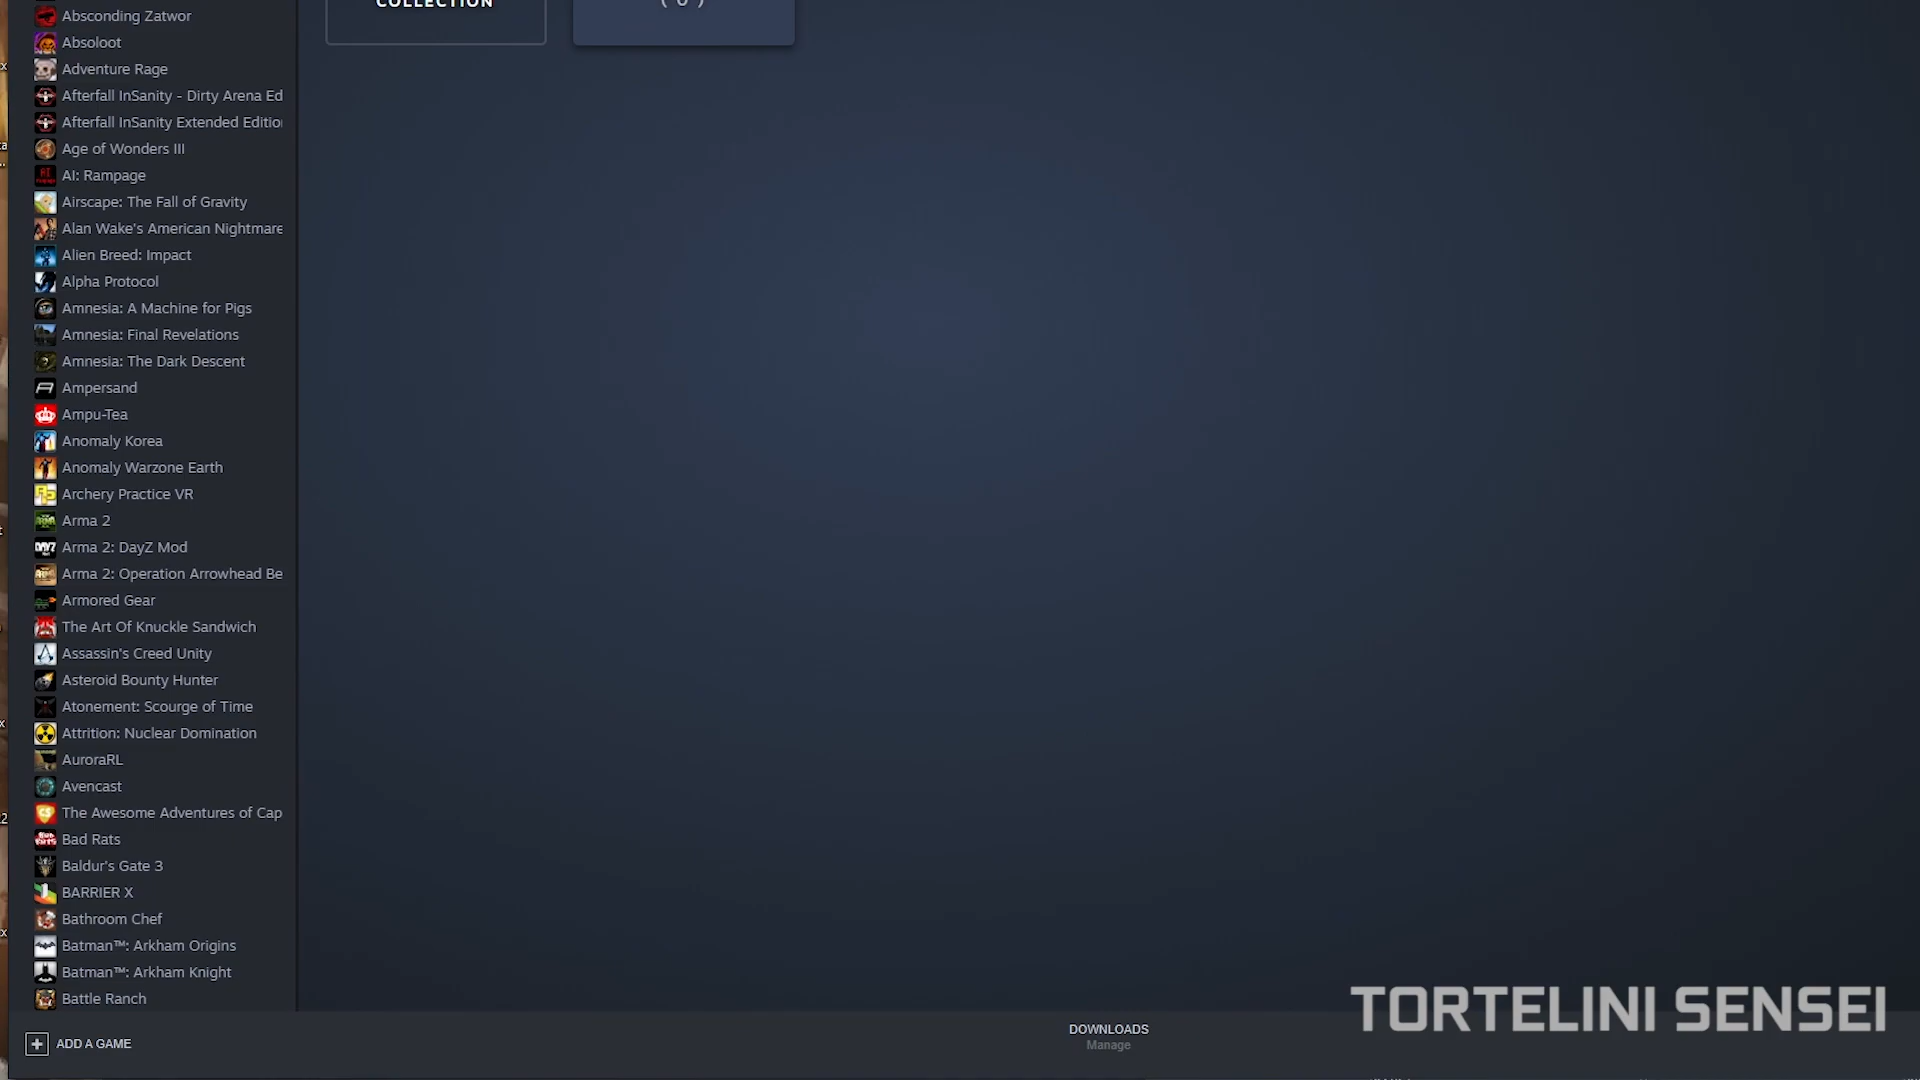 COLLECTION
( 0 )
Absconding Zatwor
Absoloot
Adventure Rage
Afterfall InSanity - Dirty Arena Ed
Afterfall InSanity Extended Editio
Age of Wonders III
AI: Rampage
Airscape: The Fall of Gravity
Alan Wake's American Nightmare
Alien Breed: Impact
Alpha Protocol
Amnesia: A Machine for Pigs
Amnesia: Final Revelations
Amnesia: The Dark Descent
Ampersand
Ampu-Tea
Anomaly Korea
Anomaly Warzone Earth
Archery Practice VR
Arma 2
Arma 2: DayZ Mod
Arma 2: Operation Arrowhead Be
Armored Gear
The Art Of Knuckle Sandwich
Assassin's Creed Unity
Asteroid Bounty Hunter
Atonement: Scourge of Time
Attrition: Nuclear Domination
AuroraRL
Avencast
The Awesome Adventures of Cap
Bad Rats
Baldur's Gate 3
BARRIER X
Bathroom Chef
Batman™: Arkham Origins
Batman™: Arkham Knight
Battle Ranch
ADD A GAME
DOWNLOADS
Manage
TORTELINI SENSEI